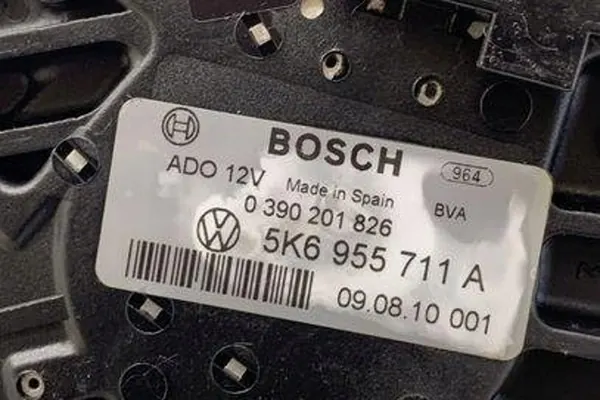 BOSCH
964
ADO 12V
Made in Spain
0 390 201 826
BVA
5K6 955 711 A
09.08.10 001